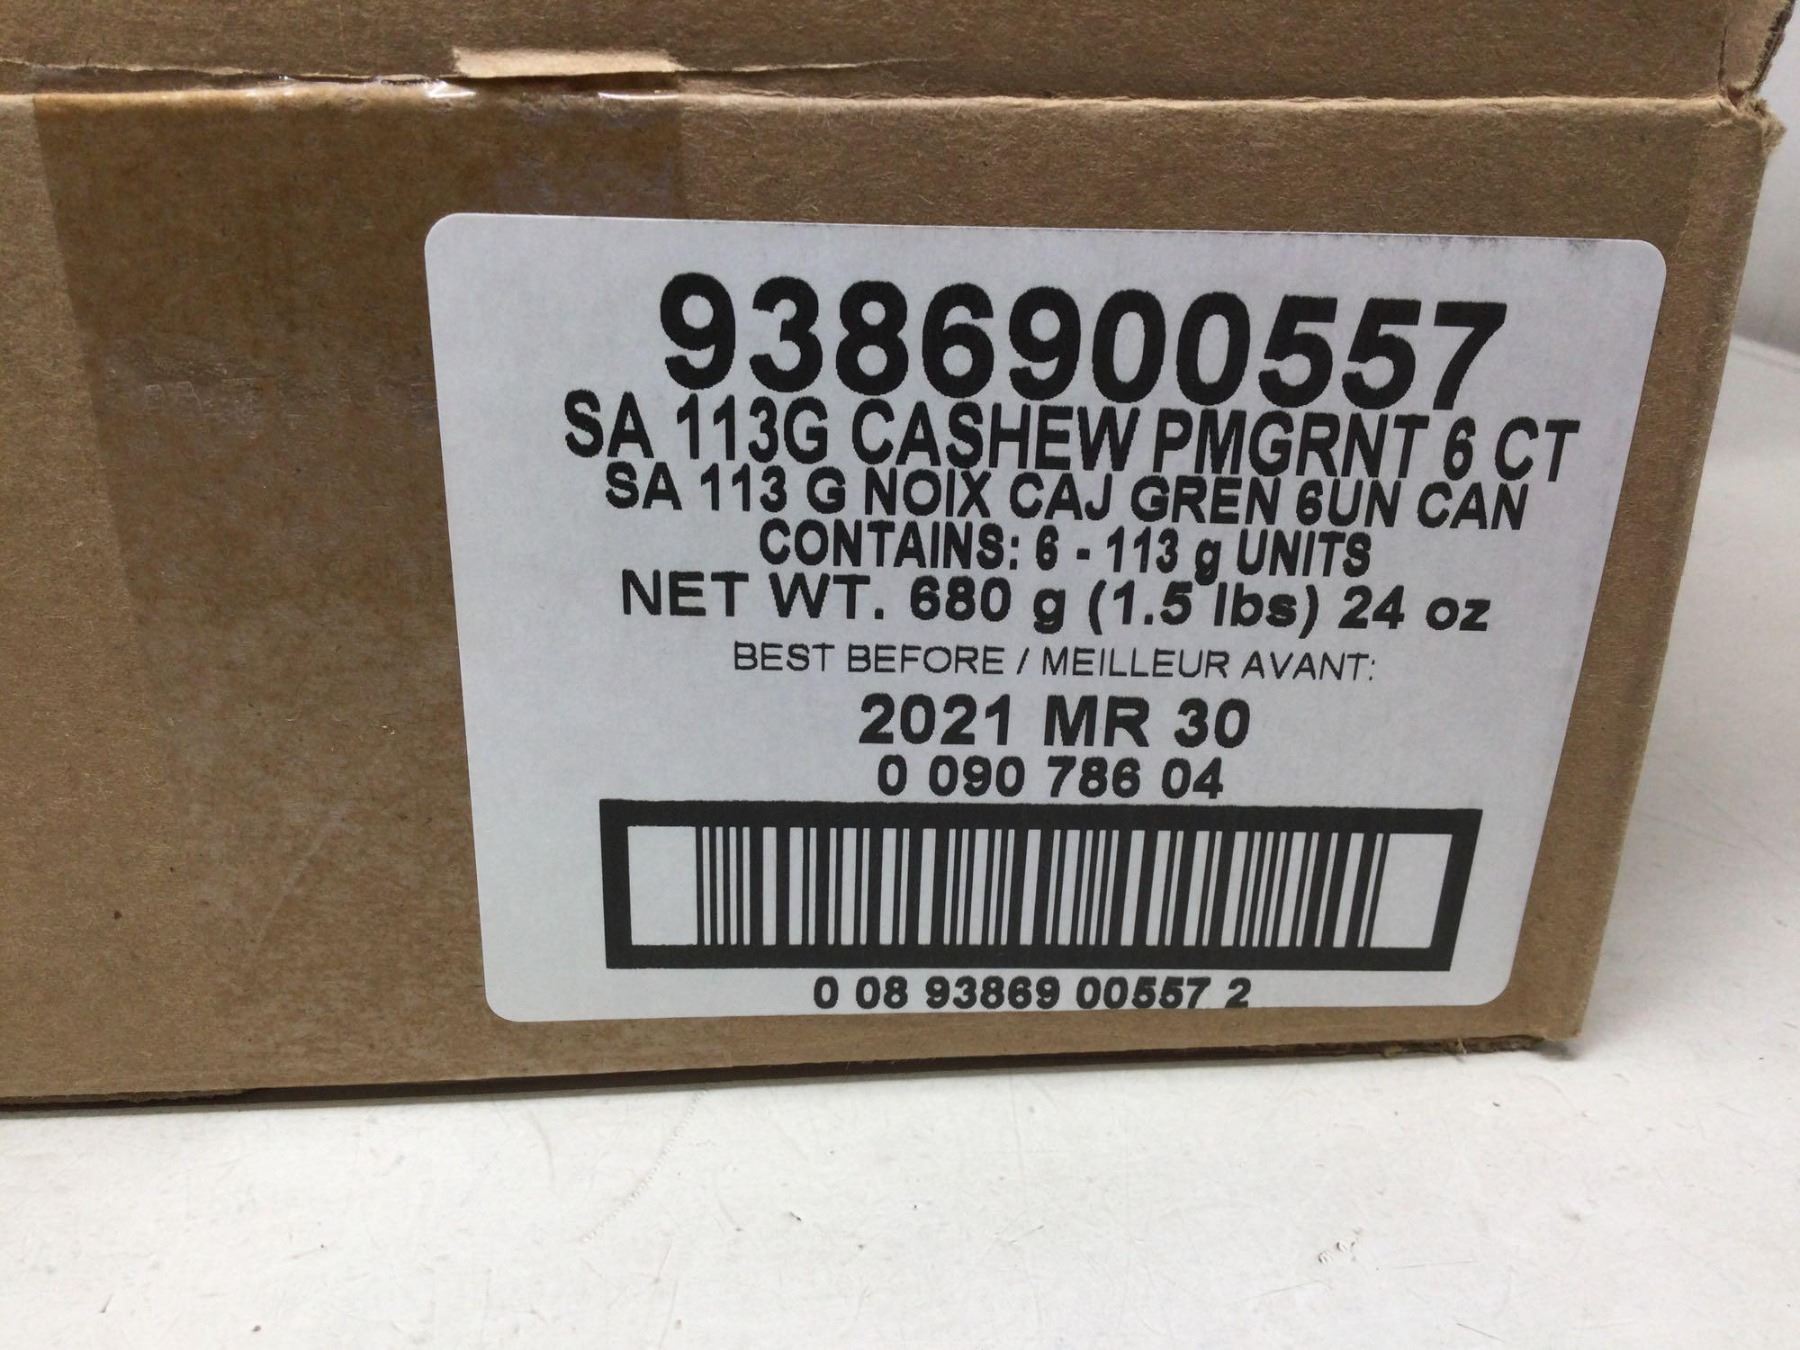 9386900557
SA 113G CASHEW PMGRNT 6 CT
SA 113 G NOIX CAJ GREN 6UN CAN
CONTAINS: 6 - 113 g UNITS
NET WT. 680 g (1.5 lbs) 24 oz
BEST BEFORE / MEILLEUR AVANT:
2021 MR 30
0 090 786 04
0 08 93869 00557 2